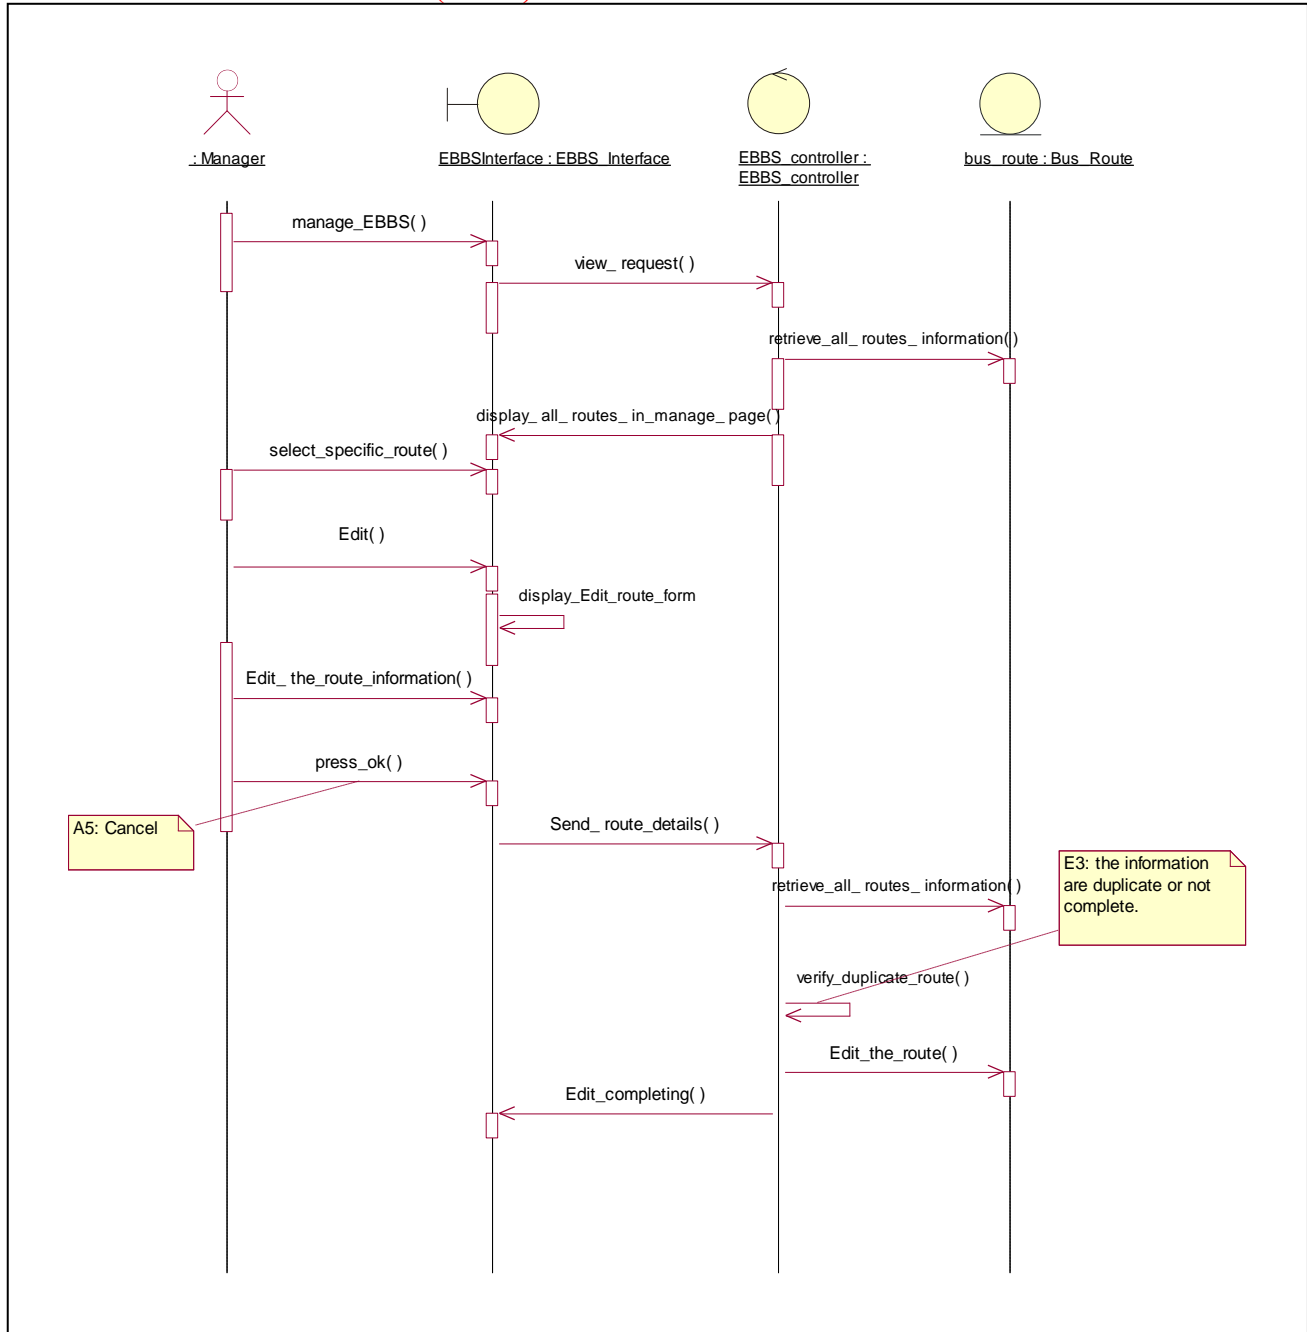 : Manager
EBBSInterface : EBBS_Interface
EBBS_controller :
EBBS_controller
bus_route : Bus_Route
manage_EBBS( )
view_ request( )
retrieve_all_ routes_ information( )
display_ all_ routes_ in_manage_ page( )
select_specific_route( )
Edit( )
display_Edit_route_form
Edit_ the_route_information( )
press_ok( )
A5: Cancel
Send_ route_details( )
E3: the information
are duplicate or not
complete.
retrieve_all_ routes_ information( )
verify_duplicate_route( )
Edit_the_route( )
Edit_completing( )